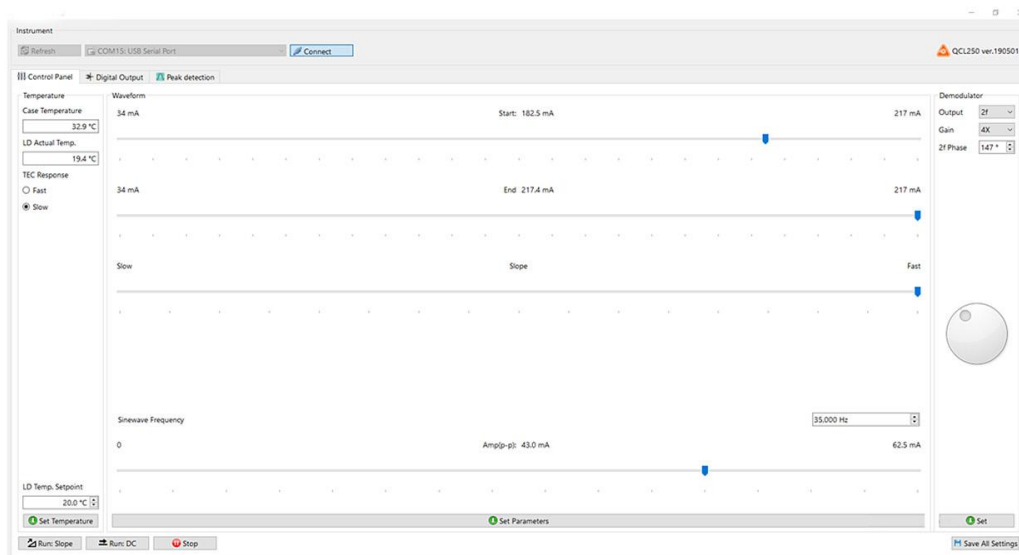 Instrument
Refresh COM15: USB Serial Port Connect QCL250 ver.190501
Control Panel Digital Output Peak detection
Temperature Waveform Demodulator
Case Temperature 34 mA Start: 182.5 mA 217 mA Output 2f
32.9 °C Gain 4X
LD Actual Temp. 2f Phase 147 °
19.4 °C
TEC Response
Fast 34 mA End 217.4 mA 217 mA
Slow
Slow Slope Fast
Sinewave Frequency 35,000 Hz
0 Amp(p-p): 43.0 mA 62.5 mA
LD Temp. Setpoint
20.0 °C
Set Temperature Set Parameters Set
Run: Slope Run: DC Stop Save All Settings